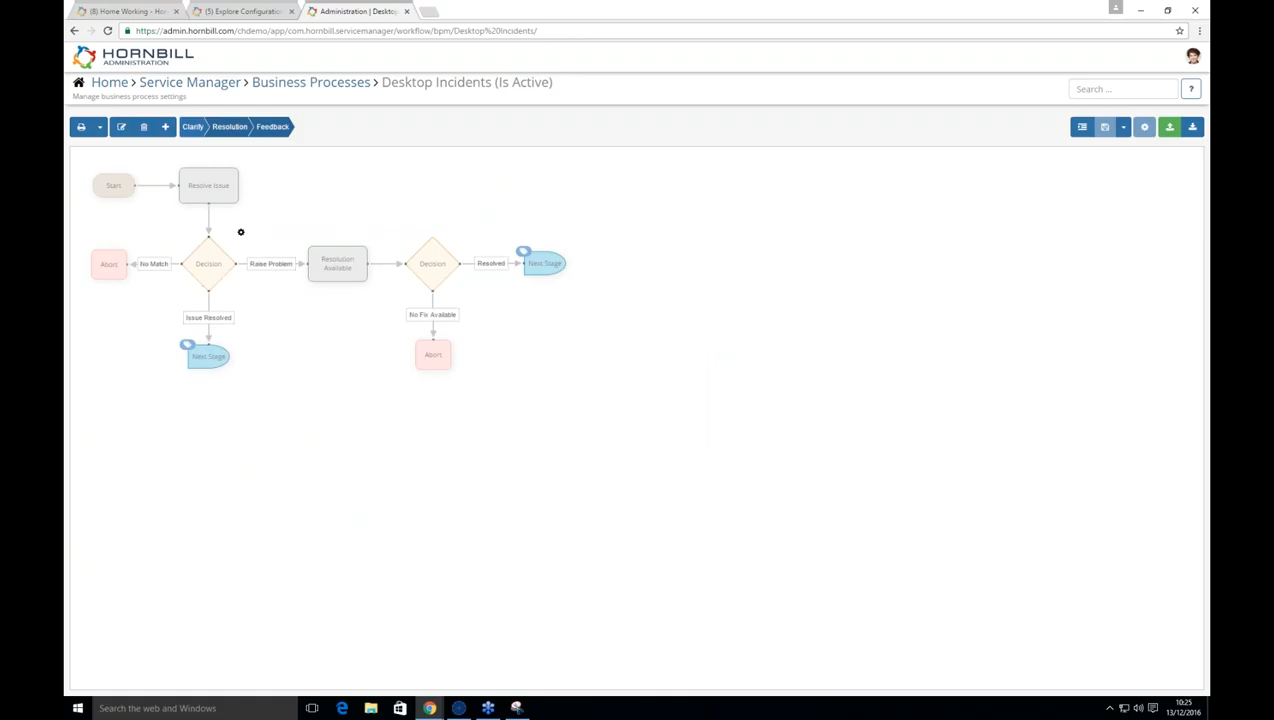 (8) Home Working - Ho
(5) Explore Configuratio
Administration | Deskto
https://admin.hornbill.com/chdemo/app/com.hornbill.servicemanager/workflow/bpm/Desktop%20Incidents/
HORNBILL
ADMINISTRATION
Home > Service Manager > Business Processes > Desktop Incidents (Is Active)
Manage business process settings
Search ...
?
Clarify Resolution Feedback
Start
Resolve Issue
Abort
No Match
Decision
Raise Problem
Resolution
Available
Decision
Resolved
Next Stage
Issue Resolved
No Fix Available
Next Stage
Abort
Search the web and Windows
10:25
13/12/2016